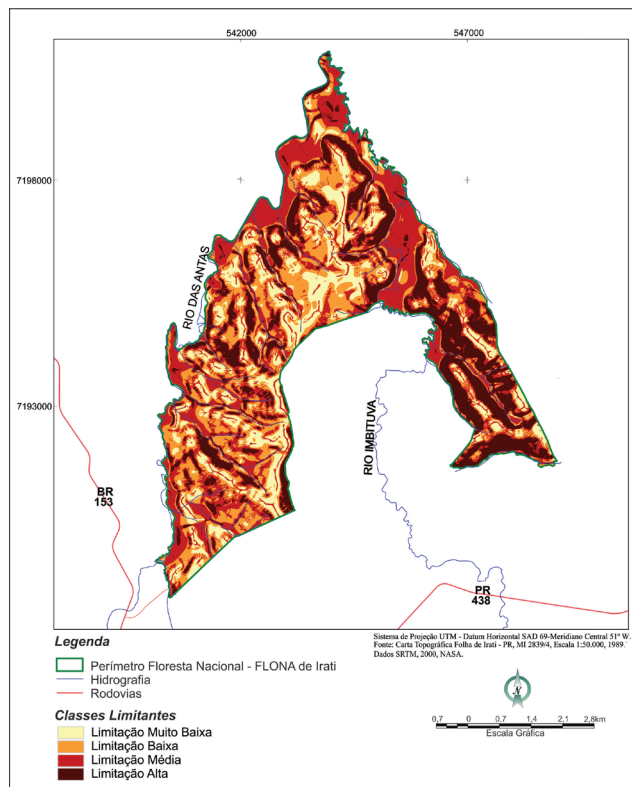 542000 547000
7198000
RIO DAS ANTAS
7193000
RIO IMBITUVA
BR
153
PR
438
Legenda
Perímetro Floresta Nacional - FLONA de Irati
Hidrografia
Rodovias
Classes Limitantes
Limitação Muito Baixa
Limitação Baixa
Limitação Média
Limitação Alta
Sistema de Projeção UTM - Datum Horizontal SAD 69-Meridiano Central 51º W.
Fonte: Carta Topográfica Folha de Irati - PR, MI 2839/4, Escala 1:50.000, 1989.
Dados SRTM, 2000, NASA.
N
0,7 0 0,7 1,4 2,1 2,8km
Escala Gráfica